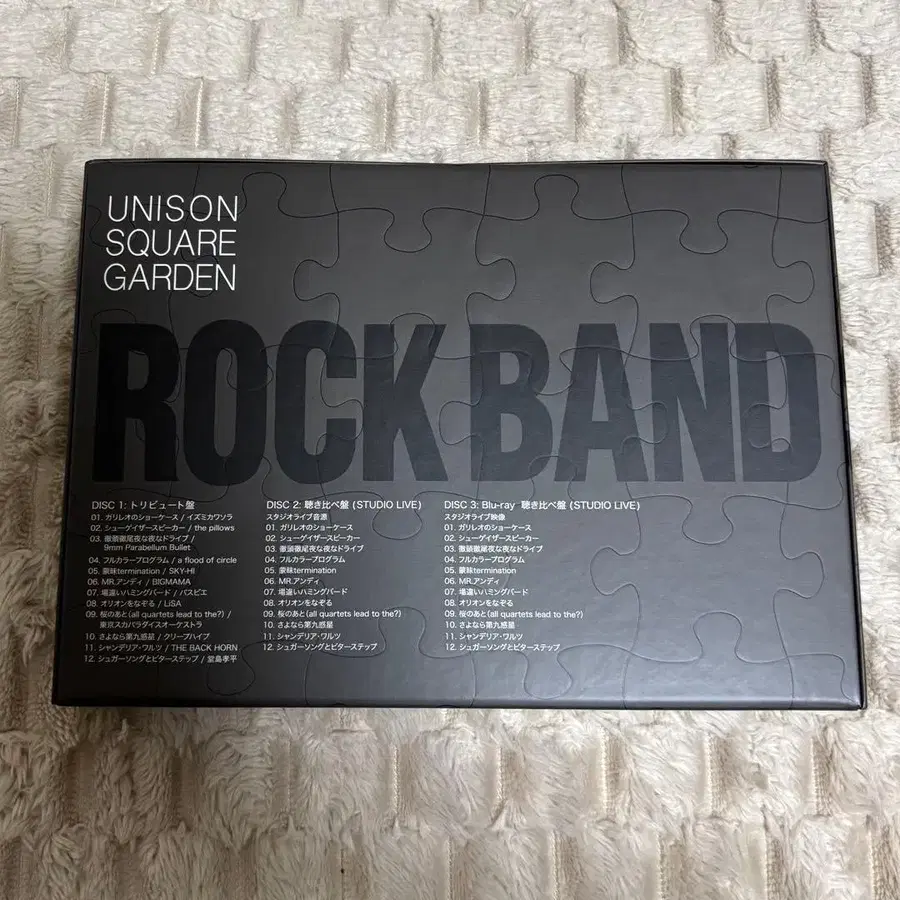 UNISON
SQUARE
GARDEN
ROCK BAND
DISC 1: トリビュート盤
01. ガリレオのショーケース / イズミカワソラ
02. シューゲイザースピーカー / the pillows
03. 徹頭徹尾夜な夜なドライブ /
9mm Parabellum Bullet
04. フルカラープログラム / a flood of circle
05. 蒙昧termination / SKY-HI
06. MR.アンディ / BIGMAMA
07. 場違いハミングバード / パスピエ
08. オリオンをなぞる / LiSA
09. 桜のあと(all quartets lead to the?) /
東京スカパラダイスオーケストラ
10. さよなら第九惑星 / クリープハイプ
11. シャンデリア・ワルツ / THE BACK HORN
12. シュガーソングとビターステップ / 堂島孝平
DISC 2: 聴き比べ盤 (STUDIO LIVE)
スタジオライブ音源
01. ガリレオのショーケース
02. シューゲイザースピーカー
03. 徹頭徹尾夜な夜なドライブ
04. フルカラープログラム
05. 蒙昧termination
06. MR.アンディ
07. 場違いハミングバード
08. オリオンをなぞる
09. 桜のあと(all quartets lead to the?)
10. さよなら第九惑星
11. シャンデリア・ワルツ
12. シュガーソングとビターステップ
DISC 3: Blu-ray 聴き比べ盤 (STUDIO LIVE)
スタジオライブ映像
01. ガリレオのショーケース
02. シューゲイザースピーカー
03. 徹頭徹尾夜な夜なドライブ
04. フルカラープログラム
05. 蒙昧termination
06. MR.アンディ
07. 場違いハミングバード
08. オリオンをなぞる
09. 桜のあと(all quartets lead to the?)
10. さよなら第九惑星
11. シャンデリア・ワルツ
12. シュガーソングとビターステップ